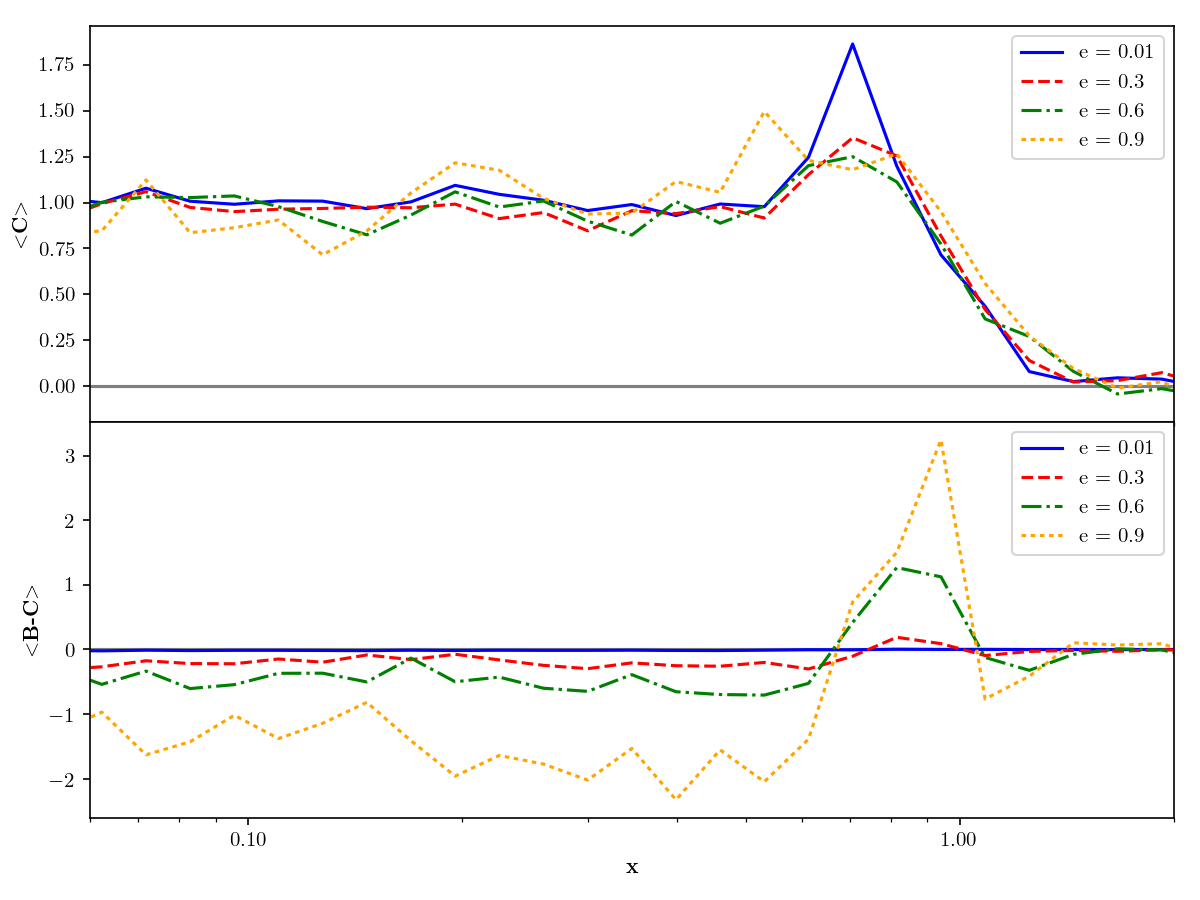 1.75
1.50
1.25
1.00
0.75
0.50
0.25
0.00
<C>
e = 0.01
e = 0.3
e = 0.6
e = 0.9
3
2
1
0
−1
−2
<B-C>
e = 0.01
e = 0.3
e = 0.6
e = 0.9
0.10
1.00
x